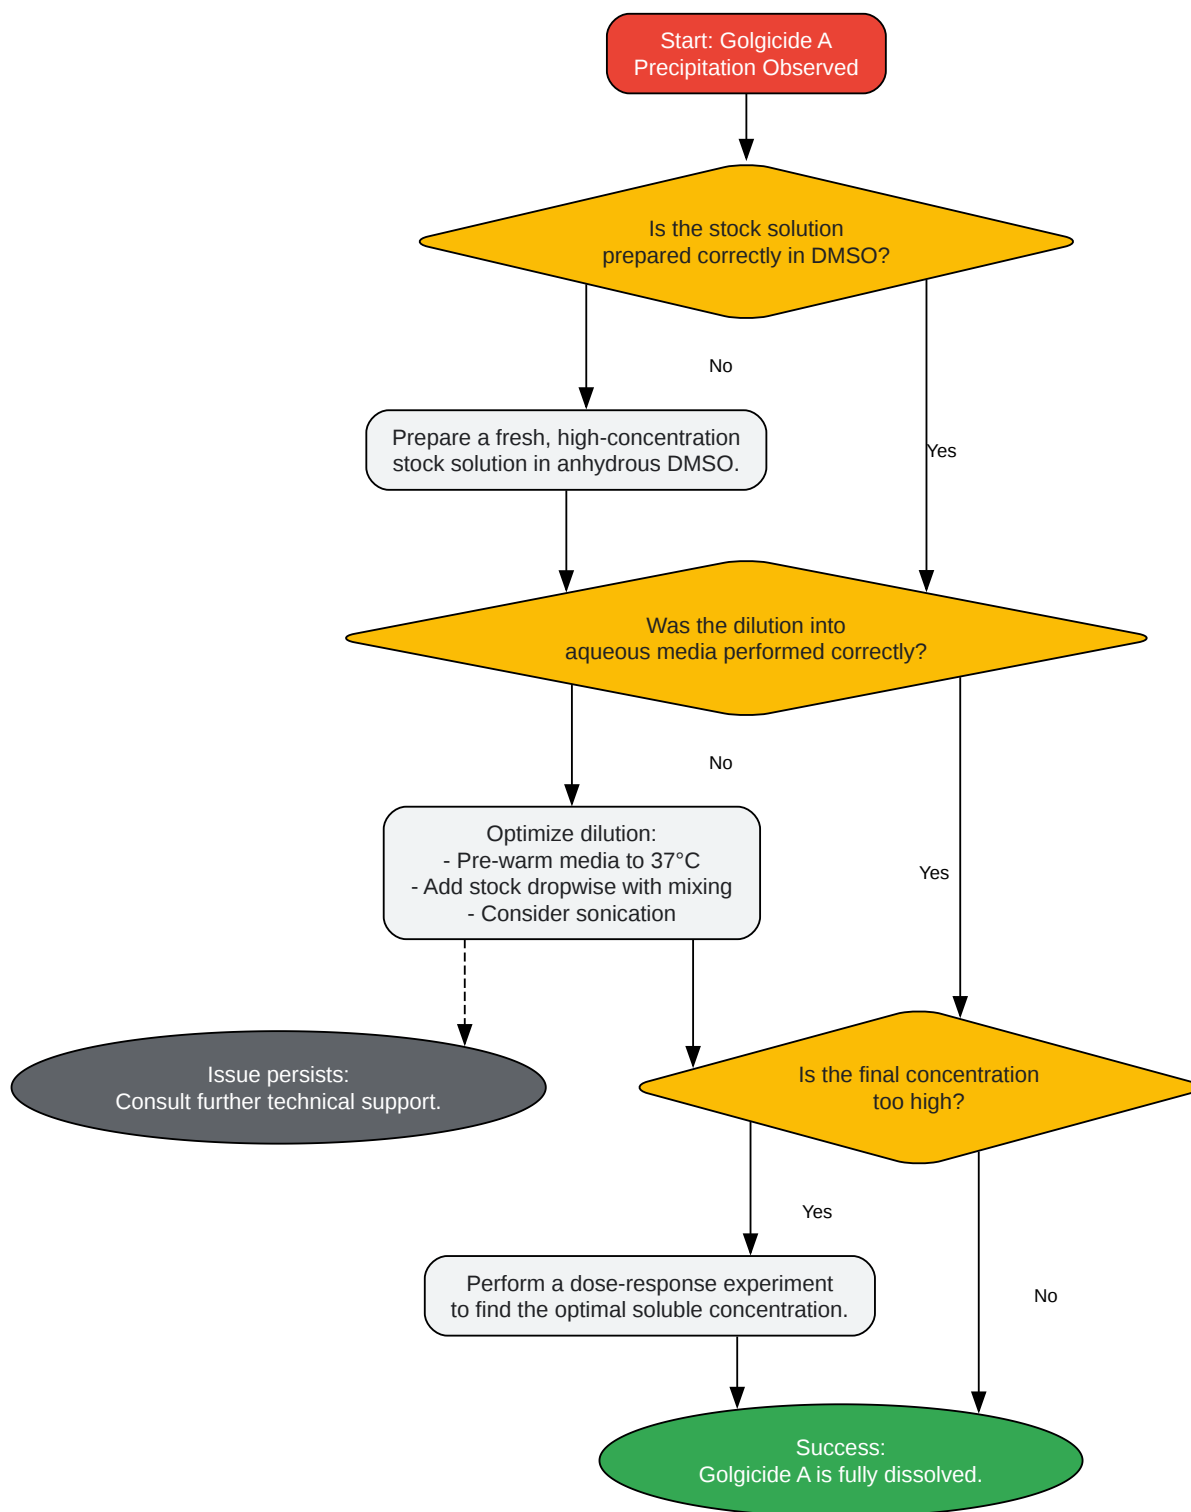 Start: Golgicide A
Precipitation Observed
Is the stock solution
prepared correctly in DMSO?
No
Prepare a fresh, high-concentration
stock solution in anhydrous DMSO.
Yes
Was the dilution into
aqueous media performed correctly?
No
Optimize dilution:
- Pre-warm media to 37°C
- Add stock dropwise with mixing
- Consider sonication
Yes
Issue persists:
Consult further technical support.
Is the final concentration
too high?
Yes
Perform a dose-response experiment
to find the optimal soluble concentration.
No
Success:
Golgicide A is fully dissolved.